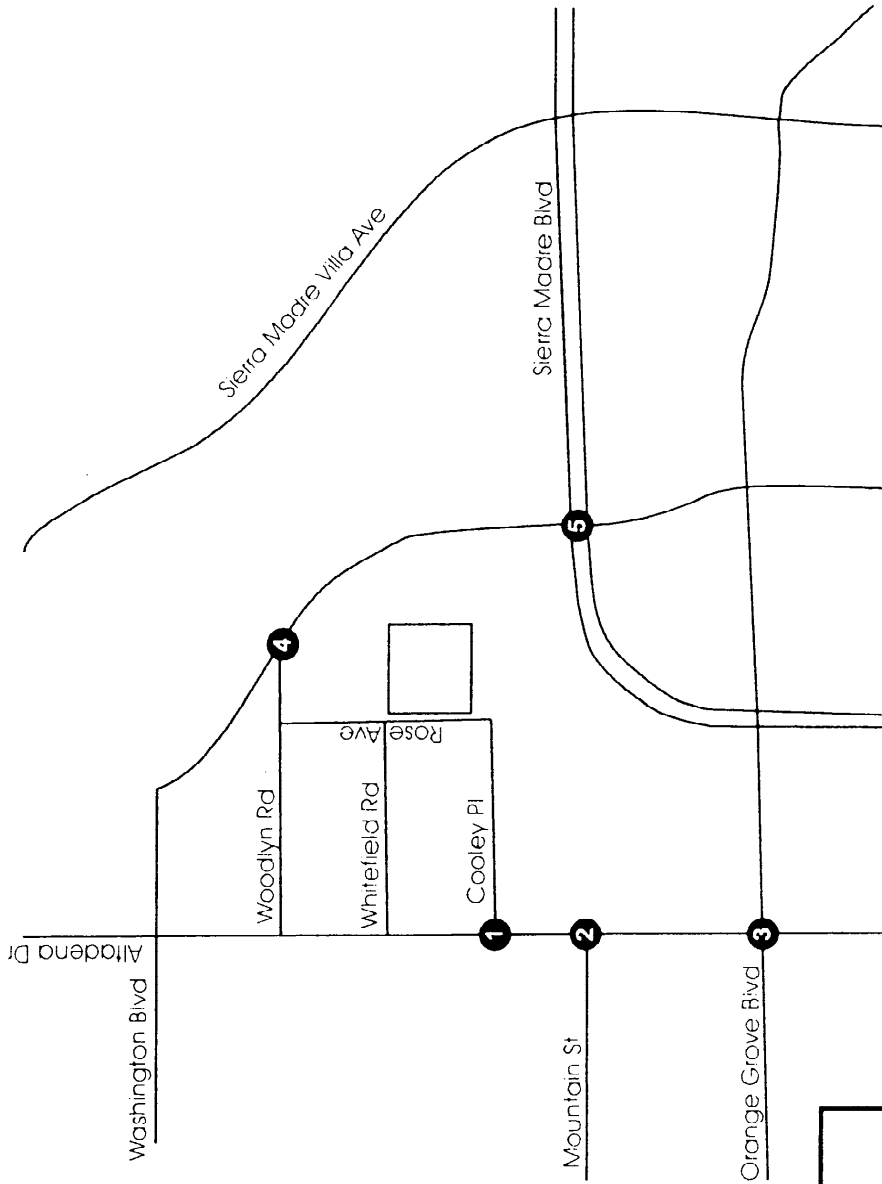 Altadena Dr
Washington Blvd
Woodlyn Rd
Whitefield Rd
Rose Ave
Cooley Pl
Mountain St
Orange Grove Blvd
Sierra Madre Villa Ave
Sierra Madre Blvd
1
2
3
4
5